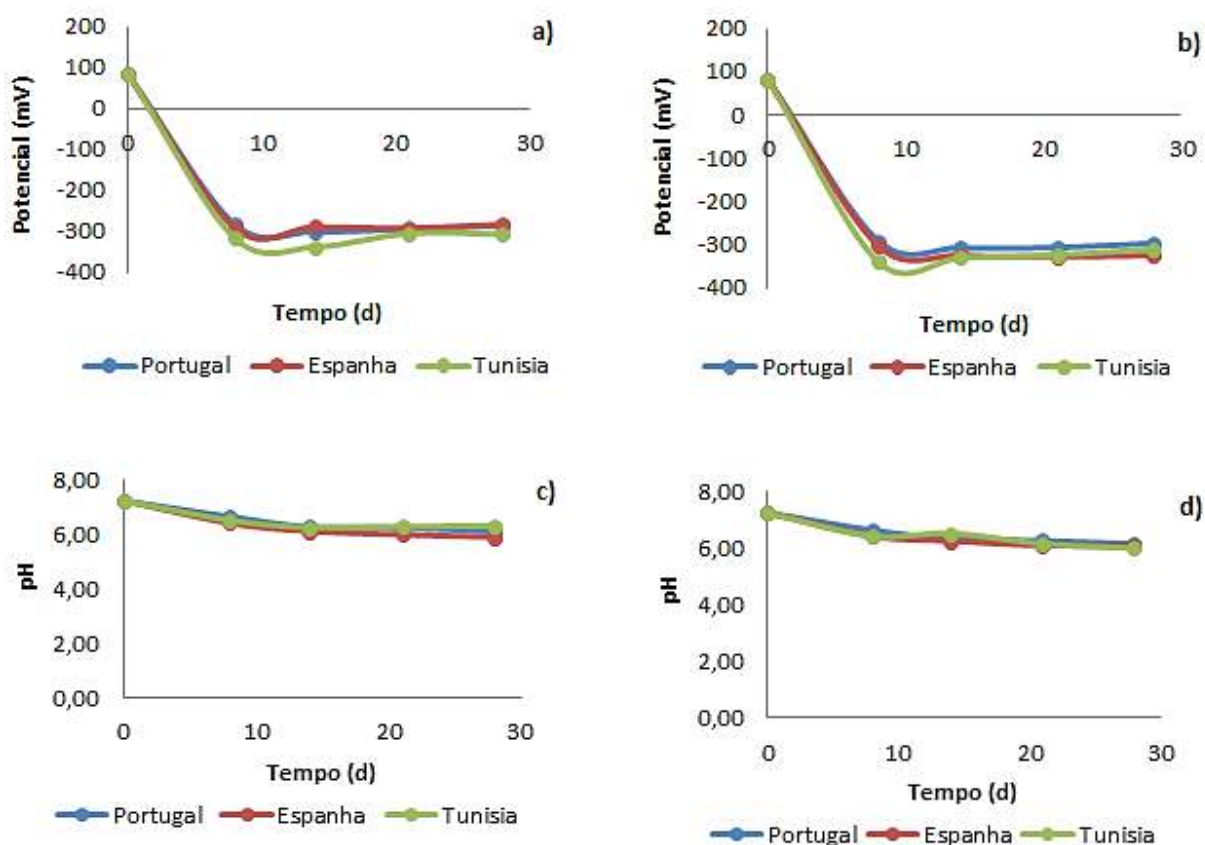 a)
Potencial (mV)
200
100
0
-100
-200
-300
-400
0 10 20 30
Tempo (d)
Portugal Espanha Tunisia
b)
Potencial (mV)
200
100
0
-100
-200
-300
-400
0 10 20 30
Tempo (d)
Portugal Espanha Tunisia
c)
pH
8,00
6,00
4,00
2,00
0,00
0 10 20 30
Tempo (d)
Portugal Espanha Tunisia
d)
pH
8,00
6,00
4,00
2,00
0,00
0 10 20 30
Tempo (d)
Portugal Espanha Tunisia